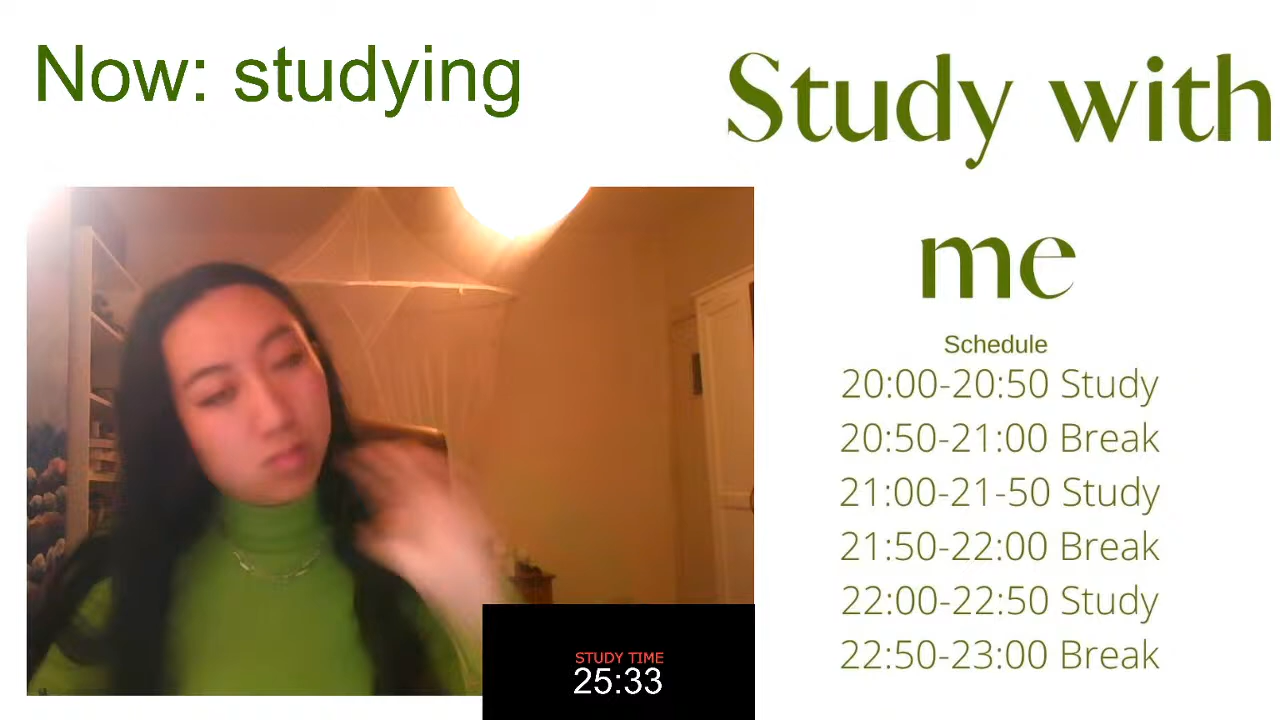 Now: studying
Study with
me
Schedule
20:00-20:50 Study
20:50-21:00 Break
21:00-21-50 Study
21:50-22:00 Break
22:00-22:50 Study
22:50-23:00 Break
STUDY TIME
25:33